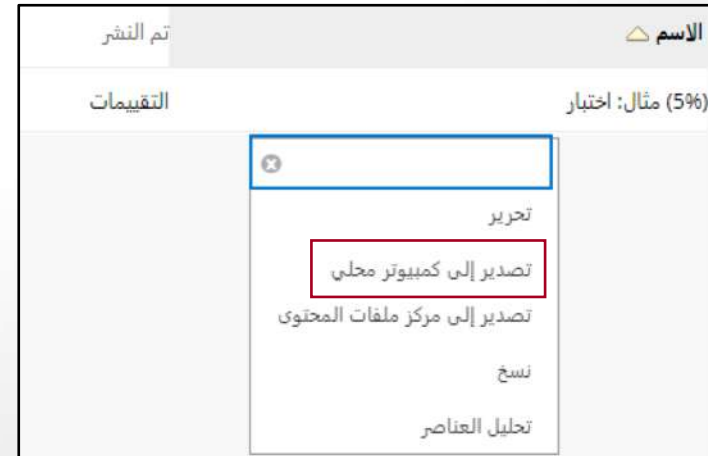 الاسم تم النشر
(5%) مثال: اختبار التقييمات
تحرير
تصدير إلى كمبيوتر محلي
تصدير إلى مركز ملفات المحتوى
نسخ
تحليل العناصر